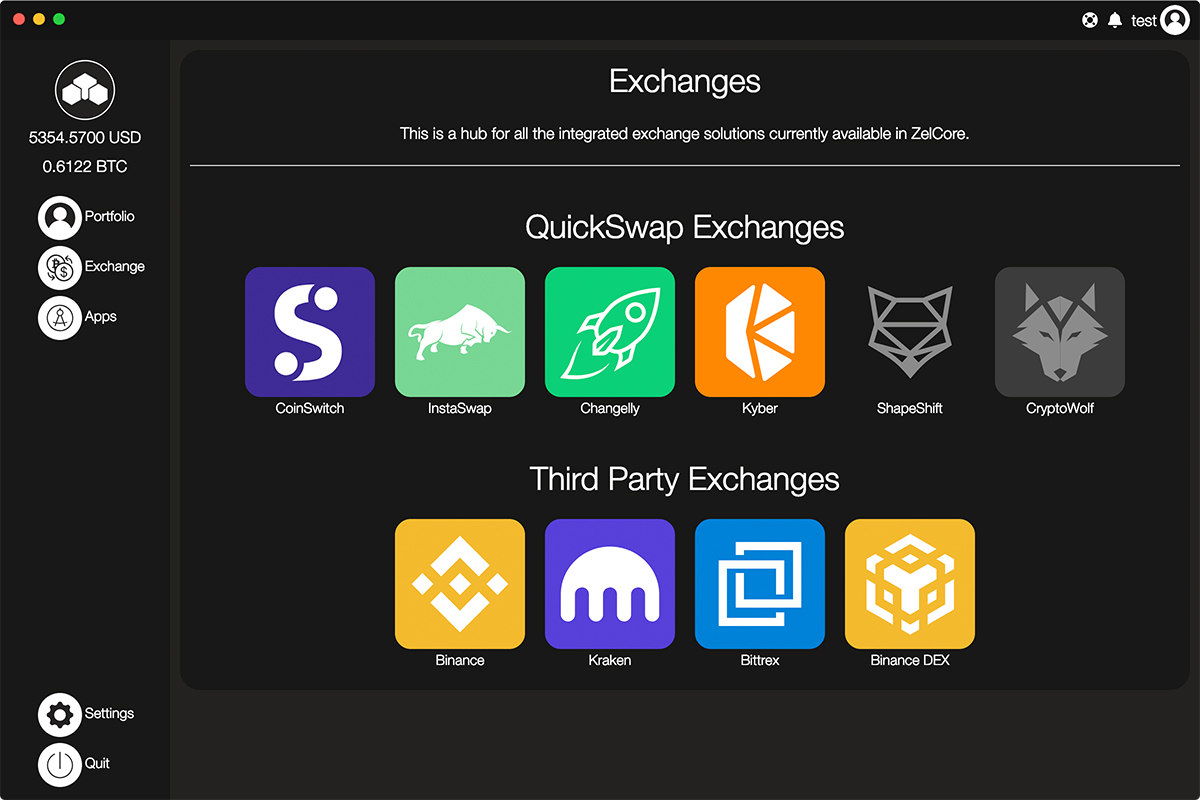 test
5354.5700 USD
0.6122 BTC
Portfolio
Exchange
Apps
Settings
Quit
Exchanges
This is a hub for all the integrated exchange solutions currently available in ZelCore.
QuickSwap Exchanges
CoinSwitch
InstaSwap
Changelly
Kyber
ShapeShift
CryptoWolf
Third Party Exchanges
Binance
Kraken
Bittrex
Binance DEX